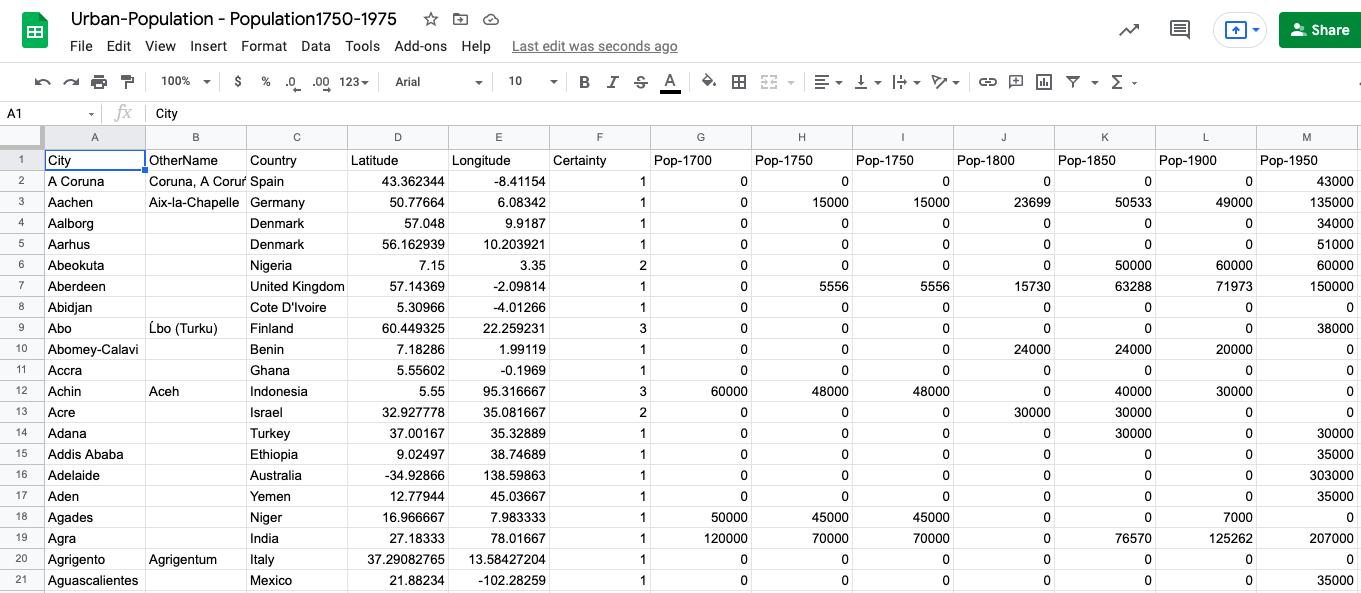 Urban-Population - Population1750-1975
File Edit View Insert Format Data Tools Add-ons Help Last edit was seconds ago
Share
100% $ % .0 .00 123 Arial 10 B I S A Σ
A1 fx City
A B C D E F G H I J K L M
1 City OtherName Country Latitude Longitude Certainty Pop-1700 Pop-1750 Pop-1750 Pop-1800 Pop-1850 Pop-1900 Pop-1950
2 A Coruna Coruna, A Coruń Spain 43.362344 -8.41154 1 0 0 0 0 0 0 43000
3 Aachen Aix-la-Chapelle Germany 50.77664 6.08342 1 0 15000 15000 23699 50533 49000 135000
4 Aalborg Denmark 57.048 9.9187 1 0 0 0 0 0 0 34000
5 Aarhus Denmark 56.162939 10.203921 1 0 0 0 0 0 0 51000
6 Abeokuta Nigeria 7.15 3.35 2 0 0 0 0 50000 60000 60000
7 Aberdeen United Kingdom 57.14369 -2.09814 1 0 5556 5556 15730 63288 71973 150000
8 Abidjan Cote D'Ivoire 5.30966 -4.01266 1 0 0 0 0 0 0 0
9 Abo Ĺbo (Turku) Finland 60.449325 22.259231 3 0 0 0 0 0 0 38000
10 Abomey-Calavi Benin 7.18286 1.99119 1 0 0 0 24000 24000 20000 0
11 Accra Ghana 5.55602 -0.1969 1 0 0 0 0 0 0 0
12 Achin Aceh Indonesia 5.55 95.316667 3 60000 48000 48000 0 40000 30000 0
13 Acre Israel 32.927778 35.081667 2 0 0 0 30000 30000 0 0
14 Adana Turkey 37.00167 35.32889 1 0 0 0 0 30000 0 30000
15 Addis Ababa Ethiopia 9.02497 38.74689 1 0 0 0 0 0 0 35000
16 Adelaide Australia -34.92866 138.59863 1 0 0 0 0 0 0 303000
17 Aden Yemen 12.77944 45.03667 1 0 0 0 0 0 0 35000
18 Agades Niger 16.966667 7.983333 1 50000 45000 45000 0 0 7000 0
19 Agra India 27.18333 78.01667 1 120000 70000 70000 0 76570 125262 207000
20 Agrigento Agrigentum Italy 37.29082765 13.58427204 1 0 0 0 0 0 0 0
21 Aguascalientes Mexico 21.88234 -102.28259 1 0 0 0 0 0 0 35000